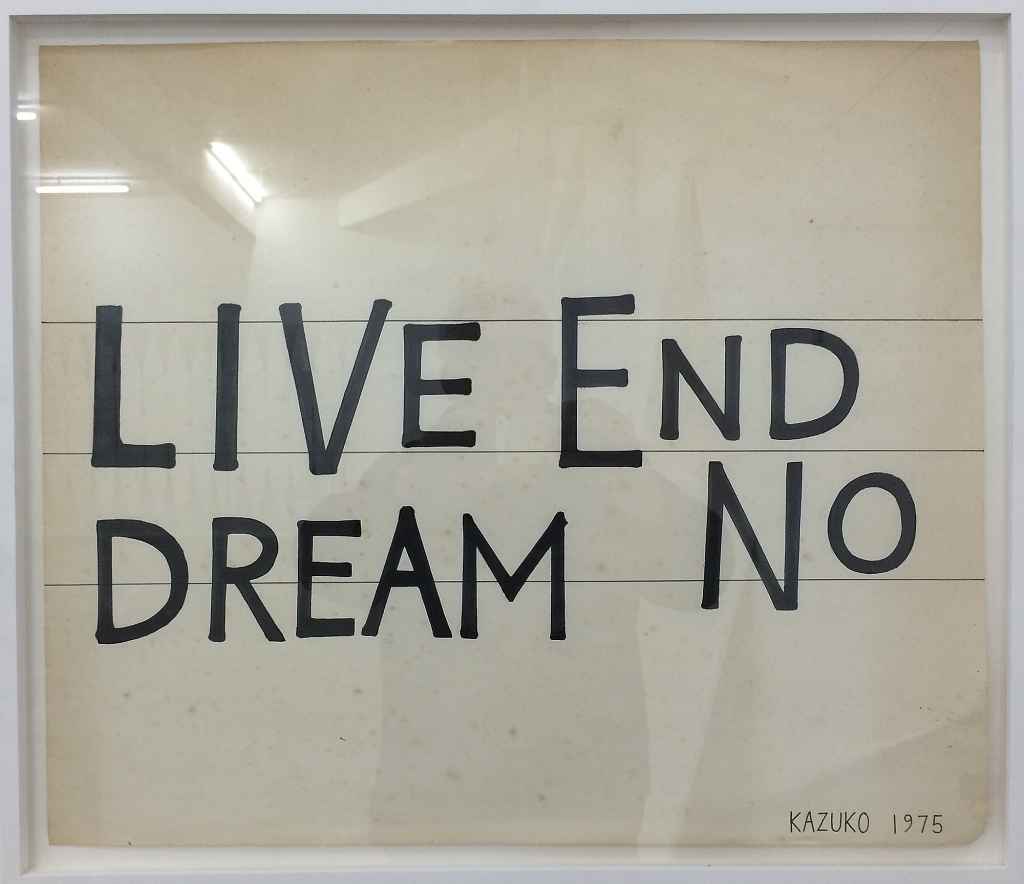 LIVE END
DREAM NO
KAZUKO 1975